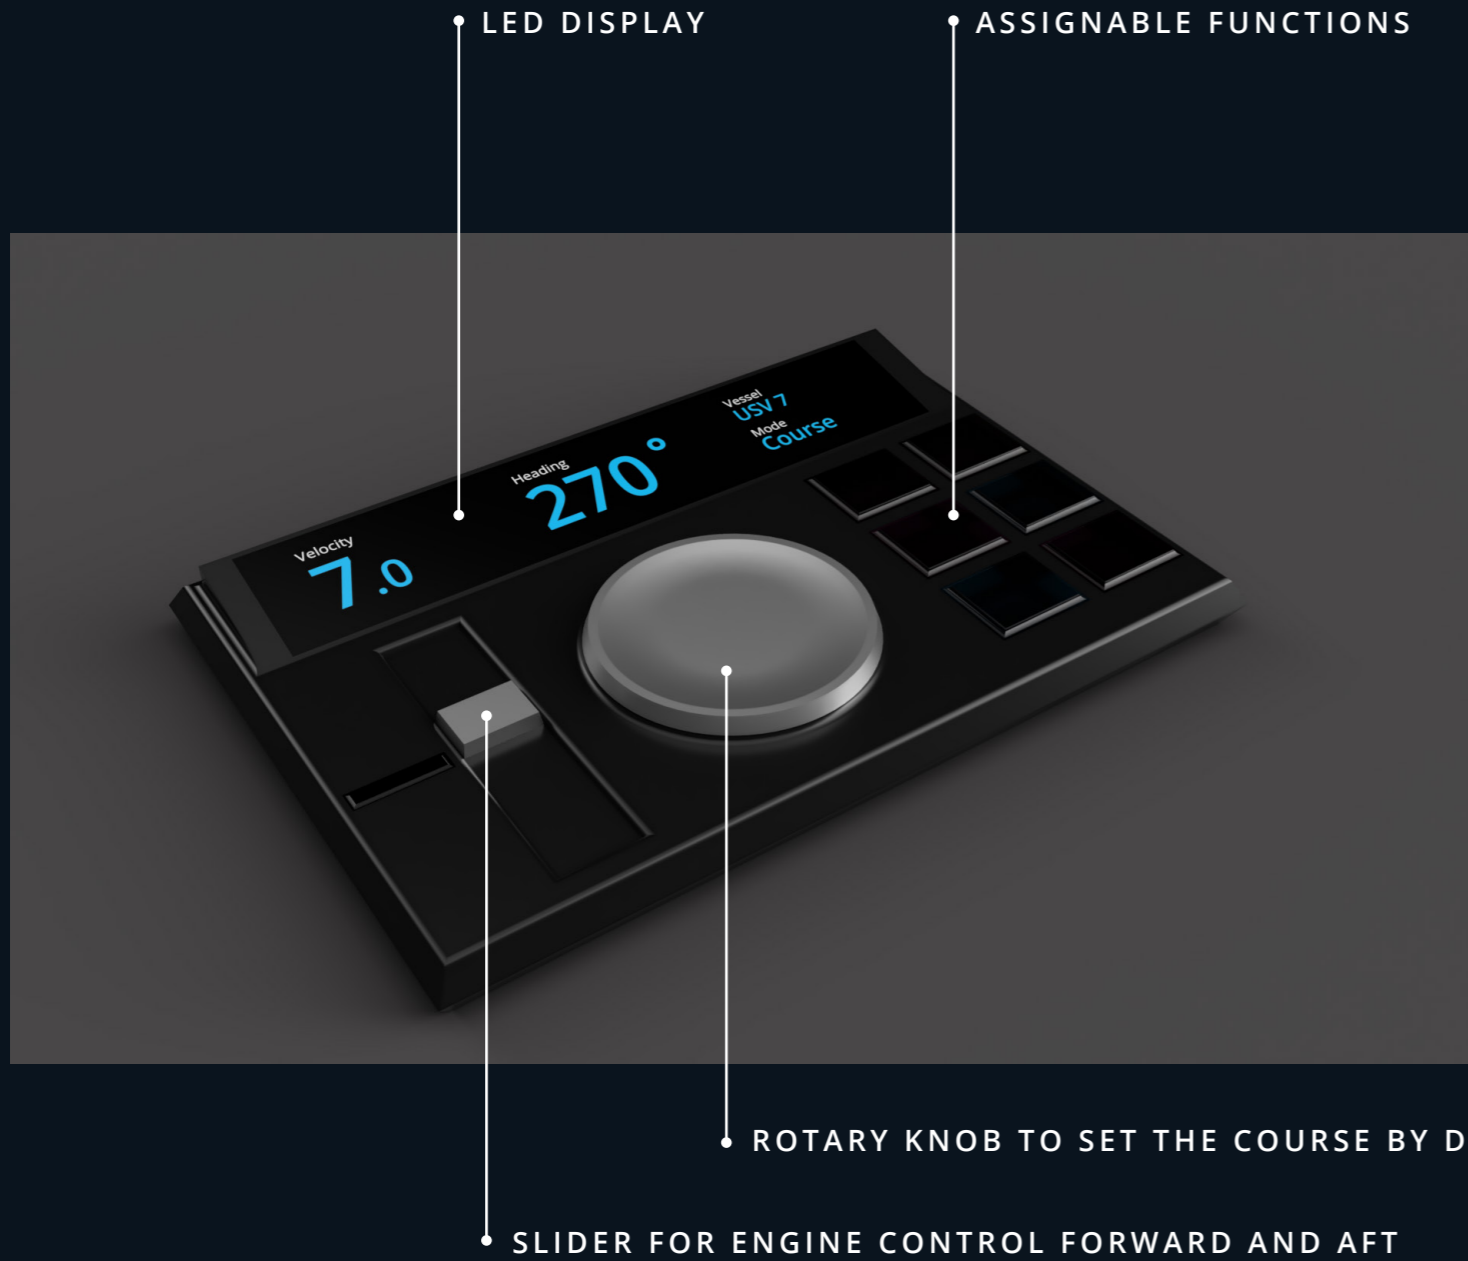 LED DISPLAY
ASSIGNABLE FUNCTIONS
Vessel
USV 7
Mode
Course
Heading
270°
Velocity
7.0
ROTARY KNOB TO SET THE COURSE BY D
SLIDER FOR ENGINE CONTROL FORWARD AND AFT